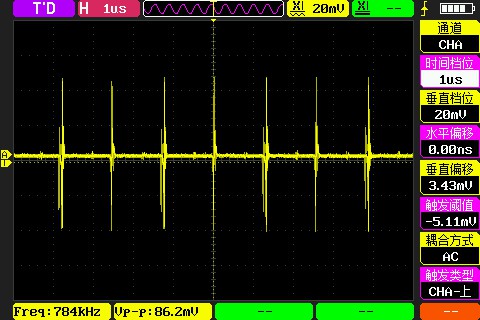 T'D H 1us X1 20mV X1 --
通道
CHA
时间档位
1us
垂直档位
20mV
水平偏移
0.00ns
垂直偏移
3.43mV
触发阈值
-5.11mV
耦合方式
AC
触发类型
CHA-上
A
T
Freq:784kHz Vp-p:86.2mV -- -- --